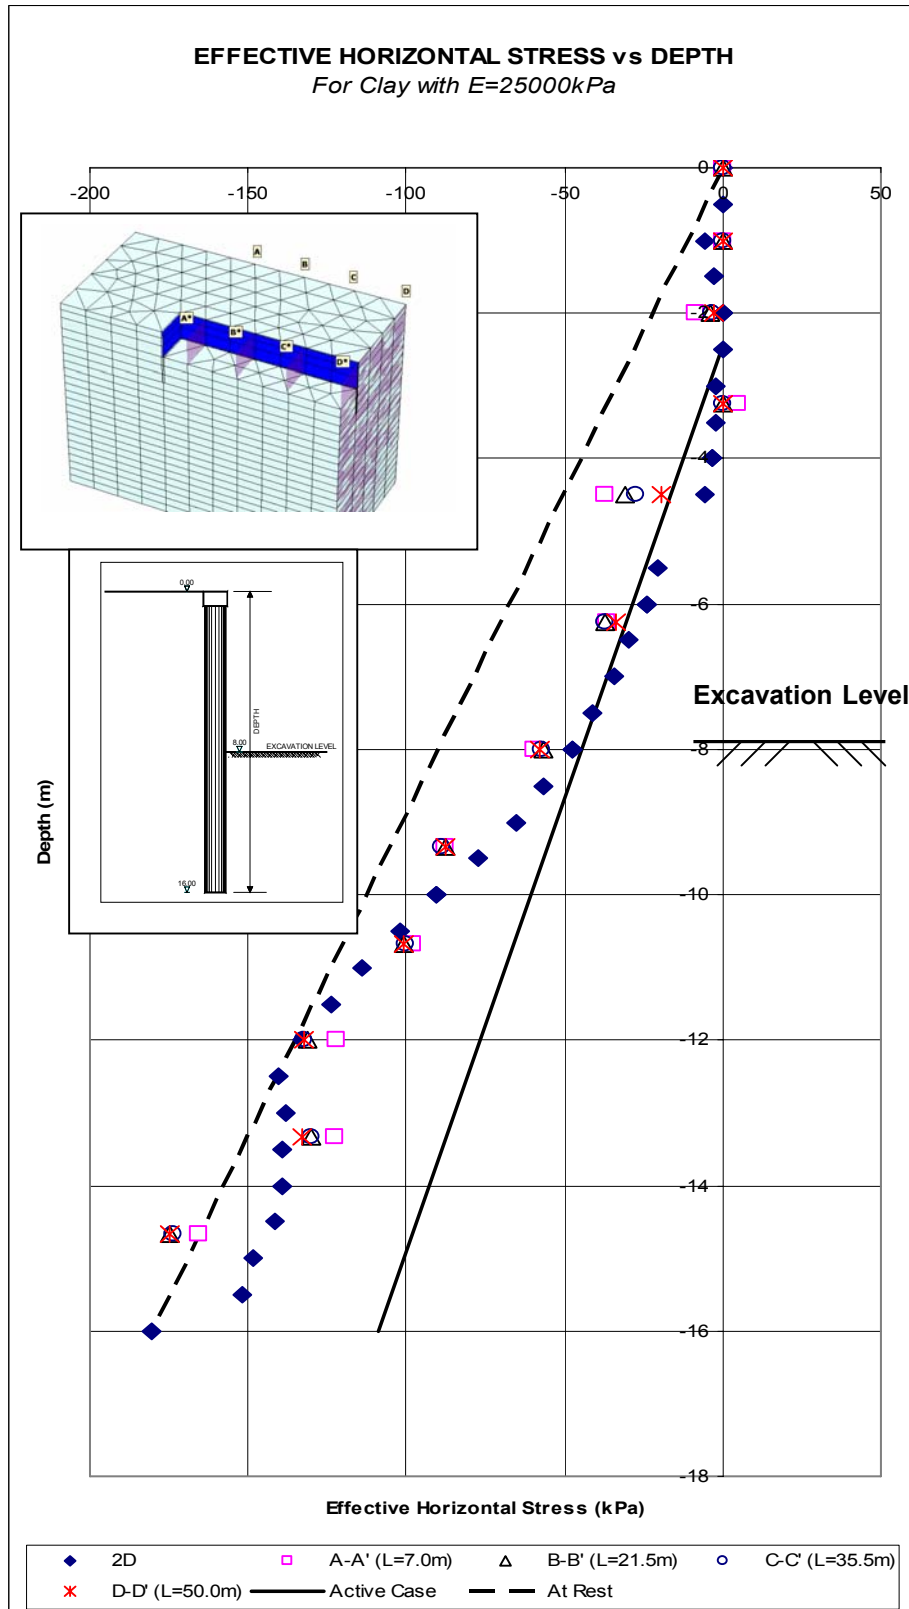 EFFECTIVE HORIZONTAL STRESS vs DEPTH
For Clay with E=25000kPa
-200 -150 -100 -50 0 50
0
-2
-4
-6
-8
-10
-12
-14
-16
-18
A
B
C
D
A*
B*
C*
D*
0.00
DEPTH
8.00
EXCAVATION LEVEL
16.00
Excavation Level
Depth (m)
Effective Horizontal Stress (kPa)
2D A-A' (L=7.0m) B-B' (L=21.5m) C-C' (L=35.5m)
D-D' (L=50.0m) Active Case At Rest